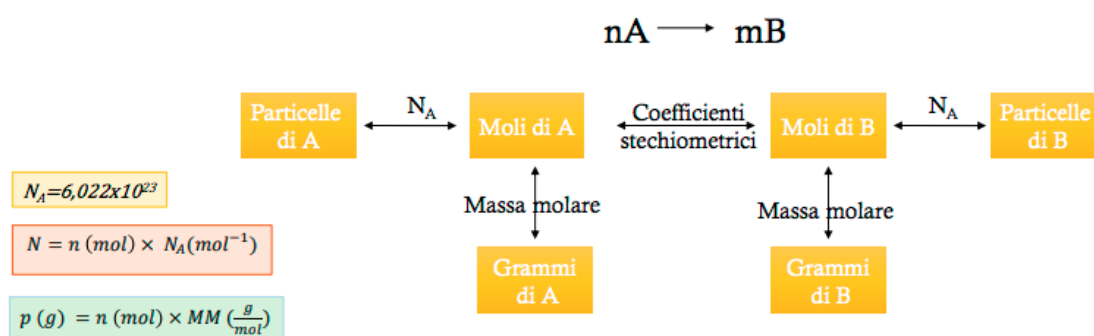 nA ⟶ mB
Particelle
di A
N_A
Moli di A
Coefficienti
stechiometrici
Moli di B
N_A
Particelle
di B
N_A=6,022x10^23
Massa molare
Massa molare
N = n (mol) × N_A(mol^−1)
Grammi
di A
Grammi
di B
p (g) = n (mol) × MM (g/mol)